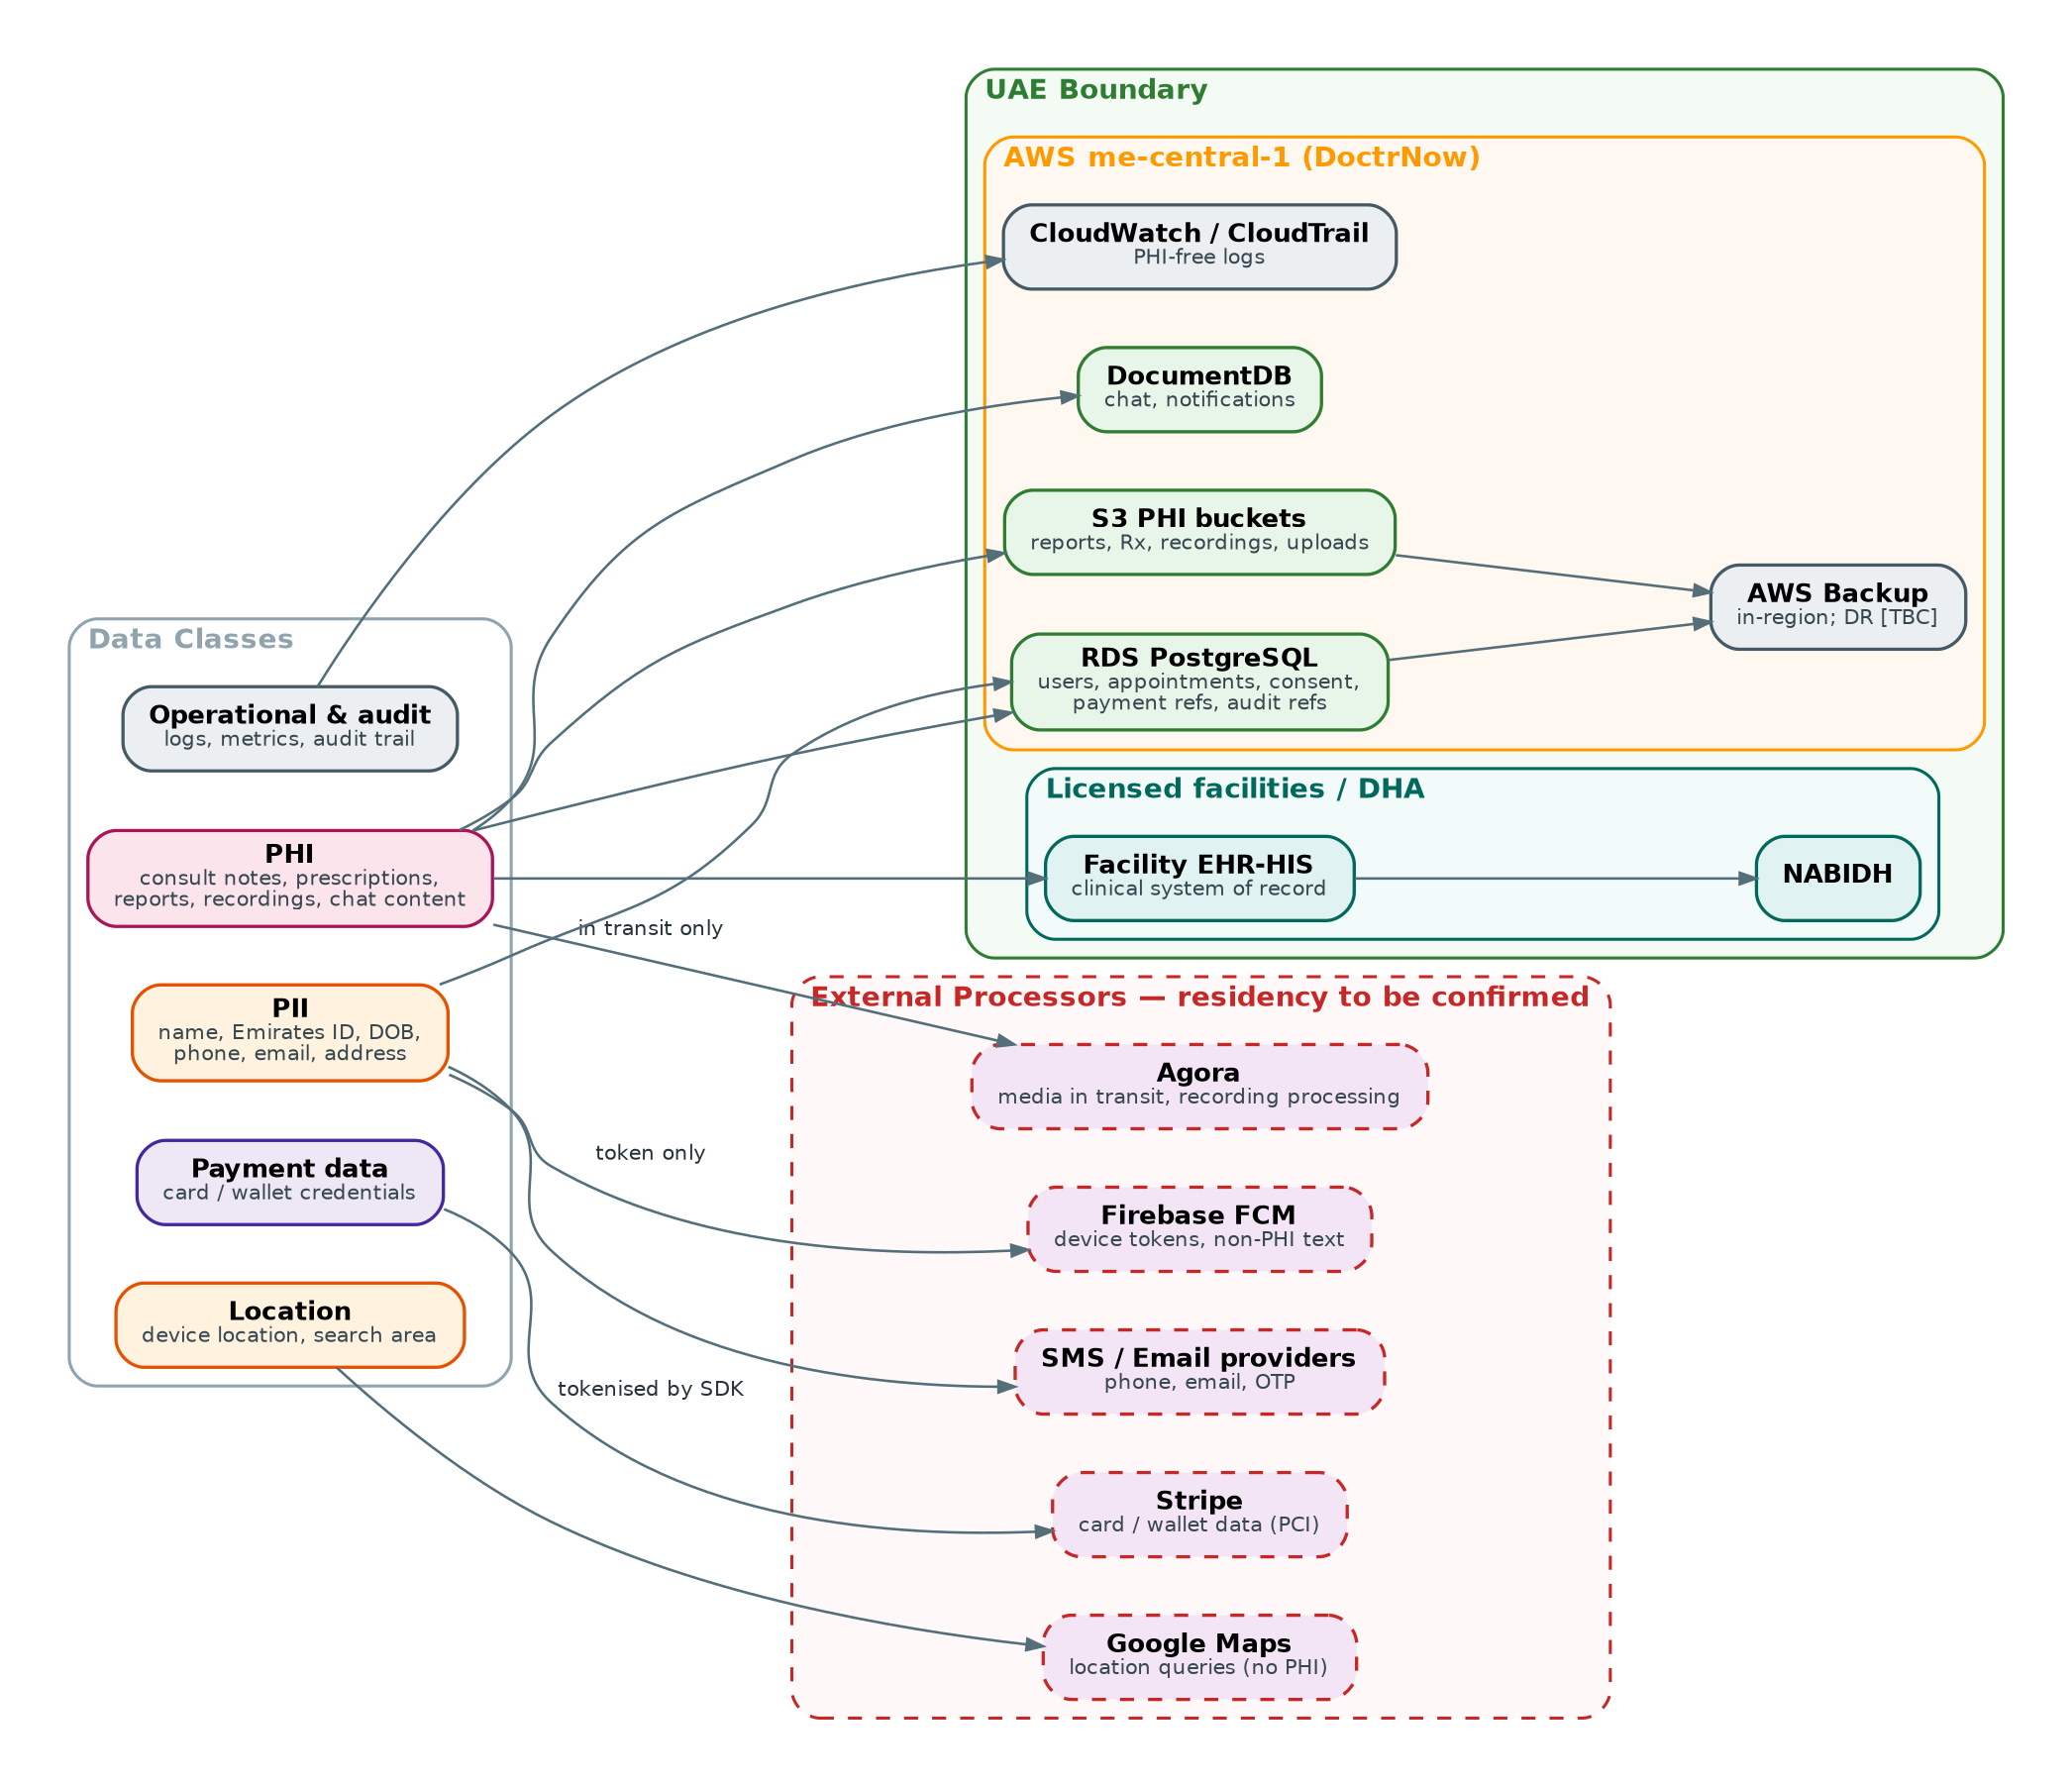 UAE Boundary
AWS me-central-1 (DoctrNow)
CloudWatch / CloudTrail
PHI-free logs
DocumentDB
chat, notifications
S3 PHI buckets
reports, Rx, recordings, uploads
AWS Backup
in-region; DR [TBC]
RDS PostgreSQL
users, appointments, consent,
payment refs, audit refs
Licensed facilities / DHA
Facility EHR-HIS
clinical system of record
NABIDH
Data Classes
Operational & audit
logs, metrics, audit trail
PHI
consult notes, prescriptions,
reports, recordings, chat content
PII
name, Emirates ID, DOB,
phone, email, address
Payment data
card / wallet credentials
Location
device location, search area
in transit only
token only
tokenised by SDK
External Processors — residency to be confirmed
Agora
media in transit, recording processing
Firebase FCM
device tokens, non-PHI text
SMS / Email providers
phone, email, OTP
Stripe
card / wallet data (PCI)
Google Maps
location queries (no PHI)